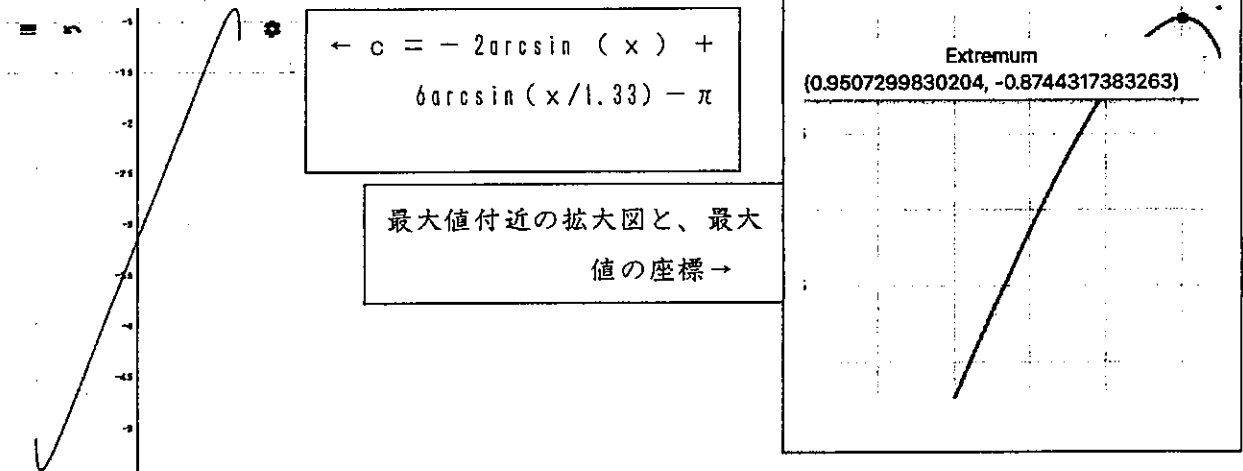 ← c = − 2arcsin ( x ) +
6arcsin ( x/1.33 ) − π
最大値付近の拡大図と、最大
値の座標→
Extremum
(0.9507299830204, -0.8744317383263)
-1.5
-2
-2.5
-3
-3.5
-4
-4.5
-5